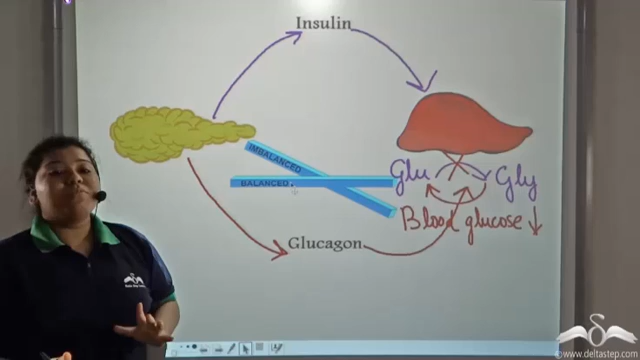 Insulin
IMBALANCED
BALANCED
Glu Gly
Blood glucose ↓
Glucagon
©www.deltastep.com